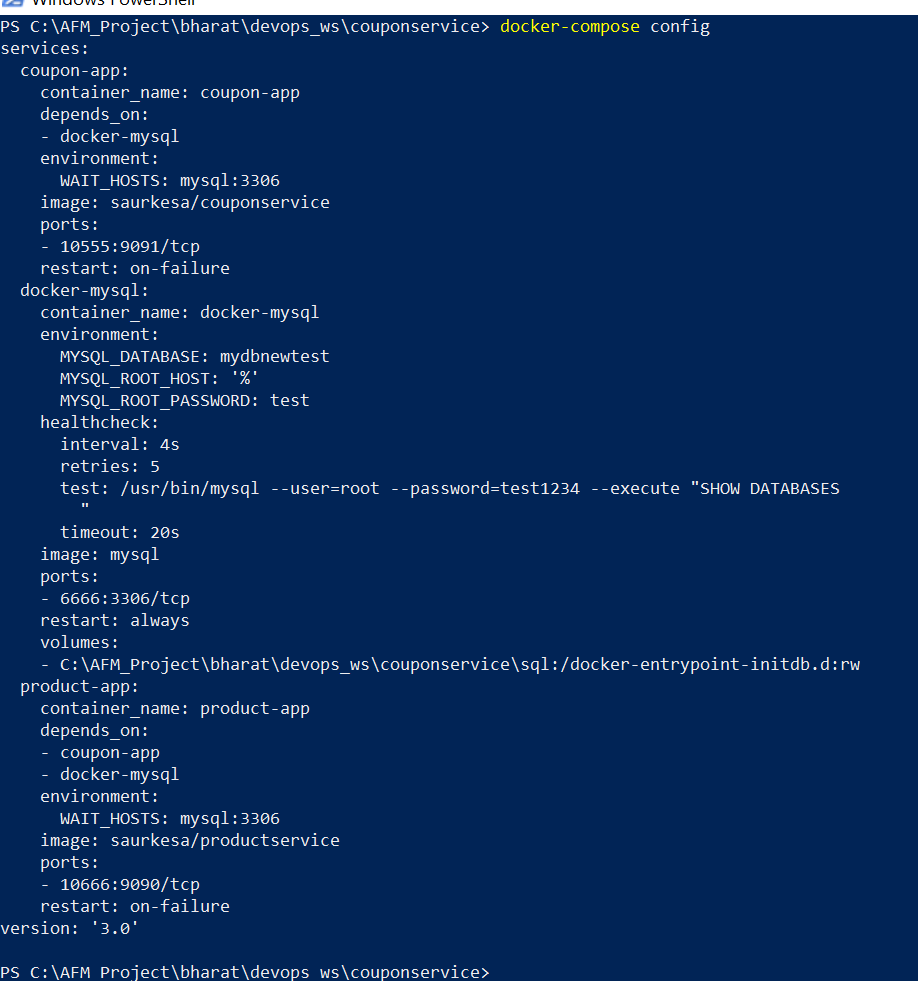 Windows PowerShell
PS C:\AFM_Project\bharat\devops_ws\couponservice> docker-compose config
services:
  coupon-app:
    container_name: coupon-app
    depends_on:
    - docker-mysql
    environment:
      WAIT_HOSTS: mysql:3306
    image: saurkesa/couponservice
    ports:
    - 10555:9091/tcp
    restart: on-failure
  docker-mysql:
    container_name: docker-mysql
    environment:
      MYSQL_DATABASE: mydbnewtest
      MYSQL_ROOT_HOST: '%'
      MYSQL_ROOT_PASSWORD: test
    healthcheck:
      interval: 4s
      retries: 5
      test: /usr/bin/mysql --user=root --password=test1234 --execute "SHOW DATABASES
        "
      timeout: 20s
    image: mysql
    ports:
    - 6666:3306/tcp
    restart: always
    volumes:
    - C:\AFM_Project\bharat\devops_ws\couponservice\sql:/docker-entrypoint-initdb.d:rw
  product-app:
    container_name: product-app
    depends_on:
    - coupon-app
    - docker-mysql
    environment:
      WAIT_HOSTS: mysql:3306
    image: saurkesa/productservice
    ports:
    - 10666:9090/tcp
    restart: on-failure
version: '3.0'
PS C:\AFM_Project\bharat\devops_ws\couponservice>